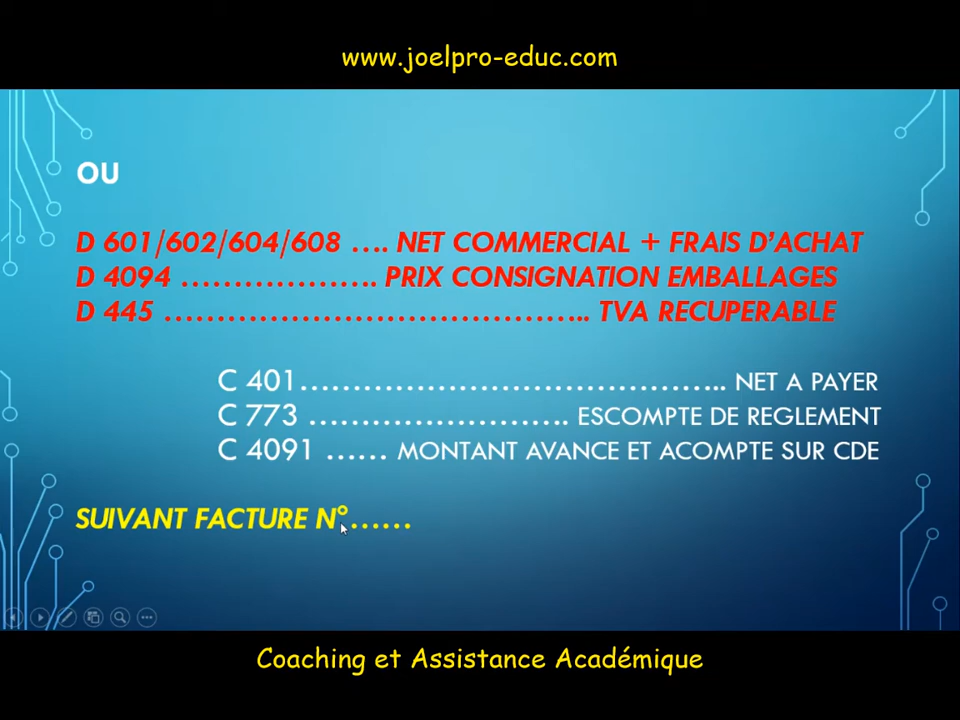 www.joelpro-educ.com
OU
D 601/602/604/608 …. NET COMMERCIAL + FRAIS D'ACHAT
D 4094 ………………. PRIX CONSIGNATION EMBALLAGES
D 445 ………………………………….. TVA RECUPERABLE
C 401………………………………….. NET A PAYER
C 773 ……………………. ESCOMPTE DE REGLEMENT
C 4091 …… MONTANT AVANCE ET ACOMPTE SUR CDE
SUIVANT FACTURE N°……
Coaching et Assistance Académique